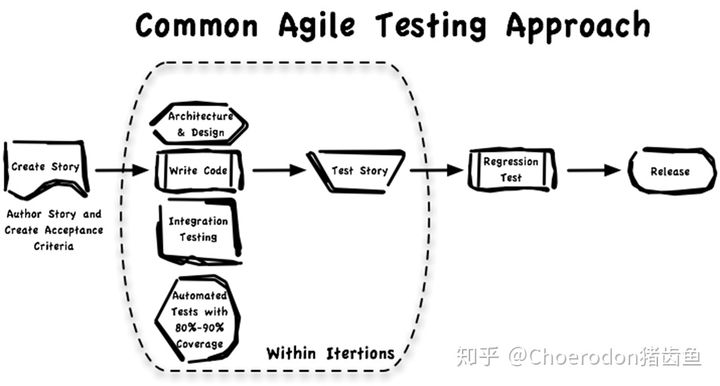 Common Agile Testing Approach
Architecture
& Design
Create Story
Write Code
Test Story
Regression
Test
Release
Author Story and
Create Acceptance
Criteria
Integration
Testing
Automated
Tests with
80%-90%
Coverage
Within Itertions
知乎 @Choerodon猪齿鱼